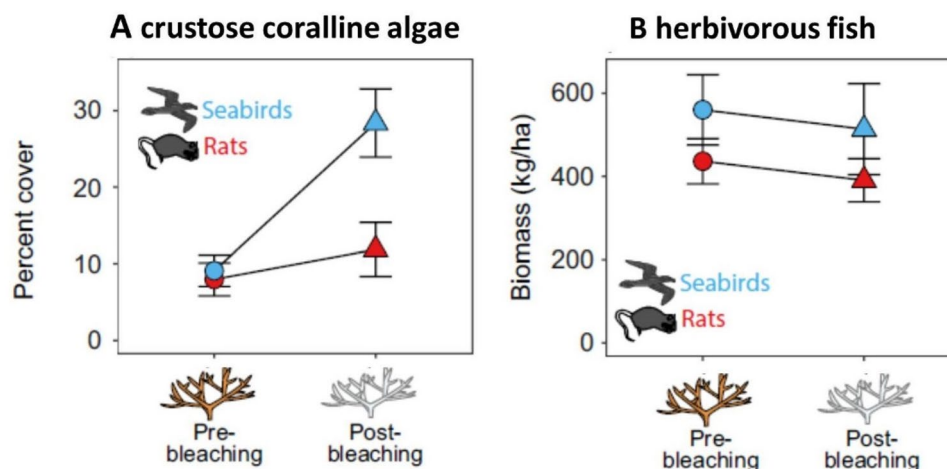 A crustose coralline algae
Percent cover
30
20
10
0
Seabirds
Rats
Pre-
bleaching
Post-
bleaching
B herbivorous fish
Biomass (kg/ha)
600
400
200
0
Seabirds
Rats
Pre-
bleaching
Post-
bleaching